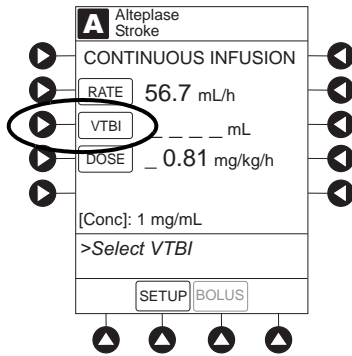 A Alteplase
Stroke
CONTINUOUS INFUSION
RATE 56.7 mL/h
VTBI _ _ _ _ mL
DOSE _ 0.81 mg/kg/h
[Conc]: 1 mg/mL
>Select VTBI
SETUP BOLUS